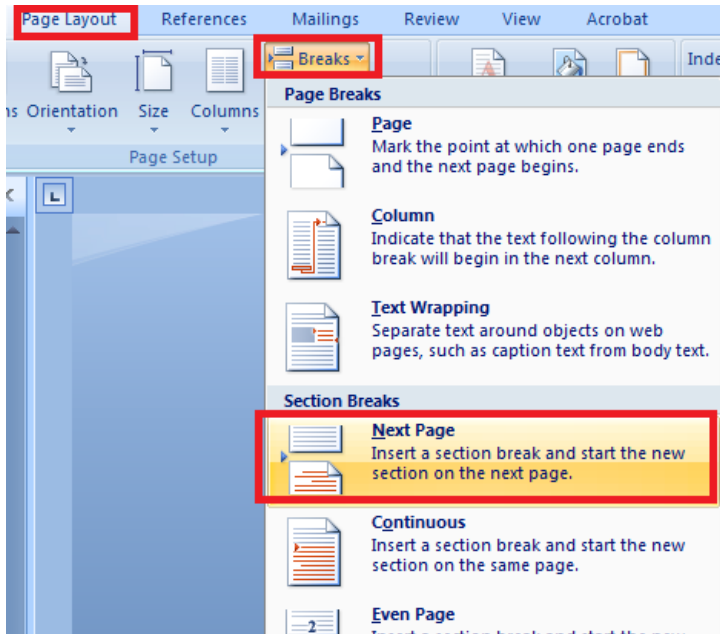 Page Layout References Mailings Review View Acrobat
Breaks
Orientation Size Columns
Page Setup
Page Breaks
Page
Mark the point at which one page ends
and the next page begins.
Column
Indicate that the text following the column
break will begin in the next column.
Text Wrapping
Separate text around objects on web
pages, such as caption text from body text.
Section Breaks
Next Page
Insert a section break and start the new
section on the next page.
Continuous
Insert a section break and start the new
section on the same page.
Even Page